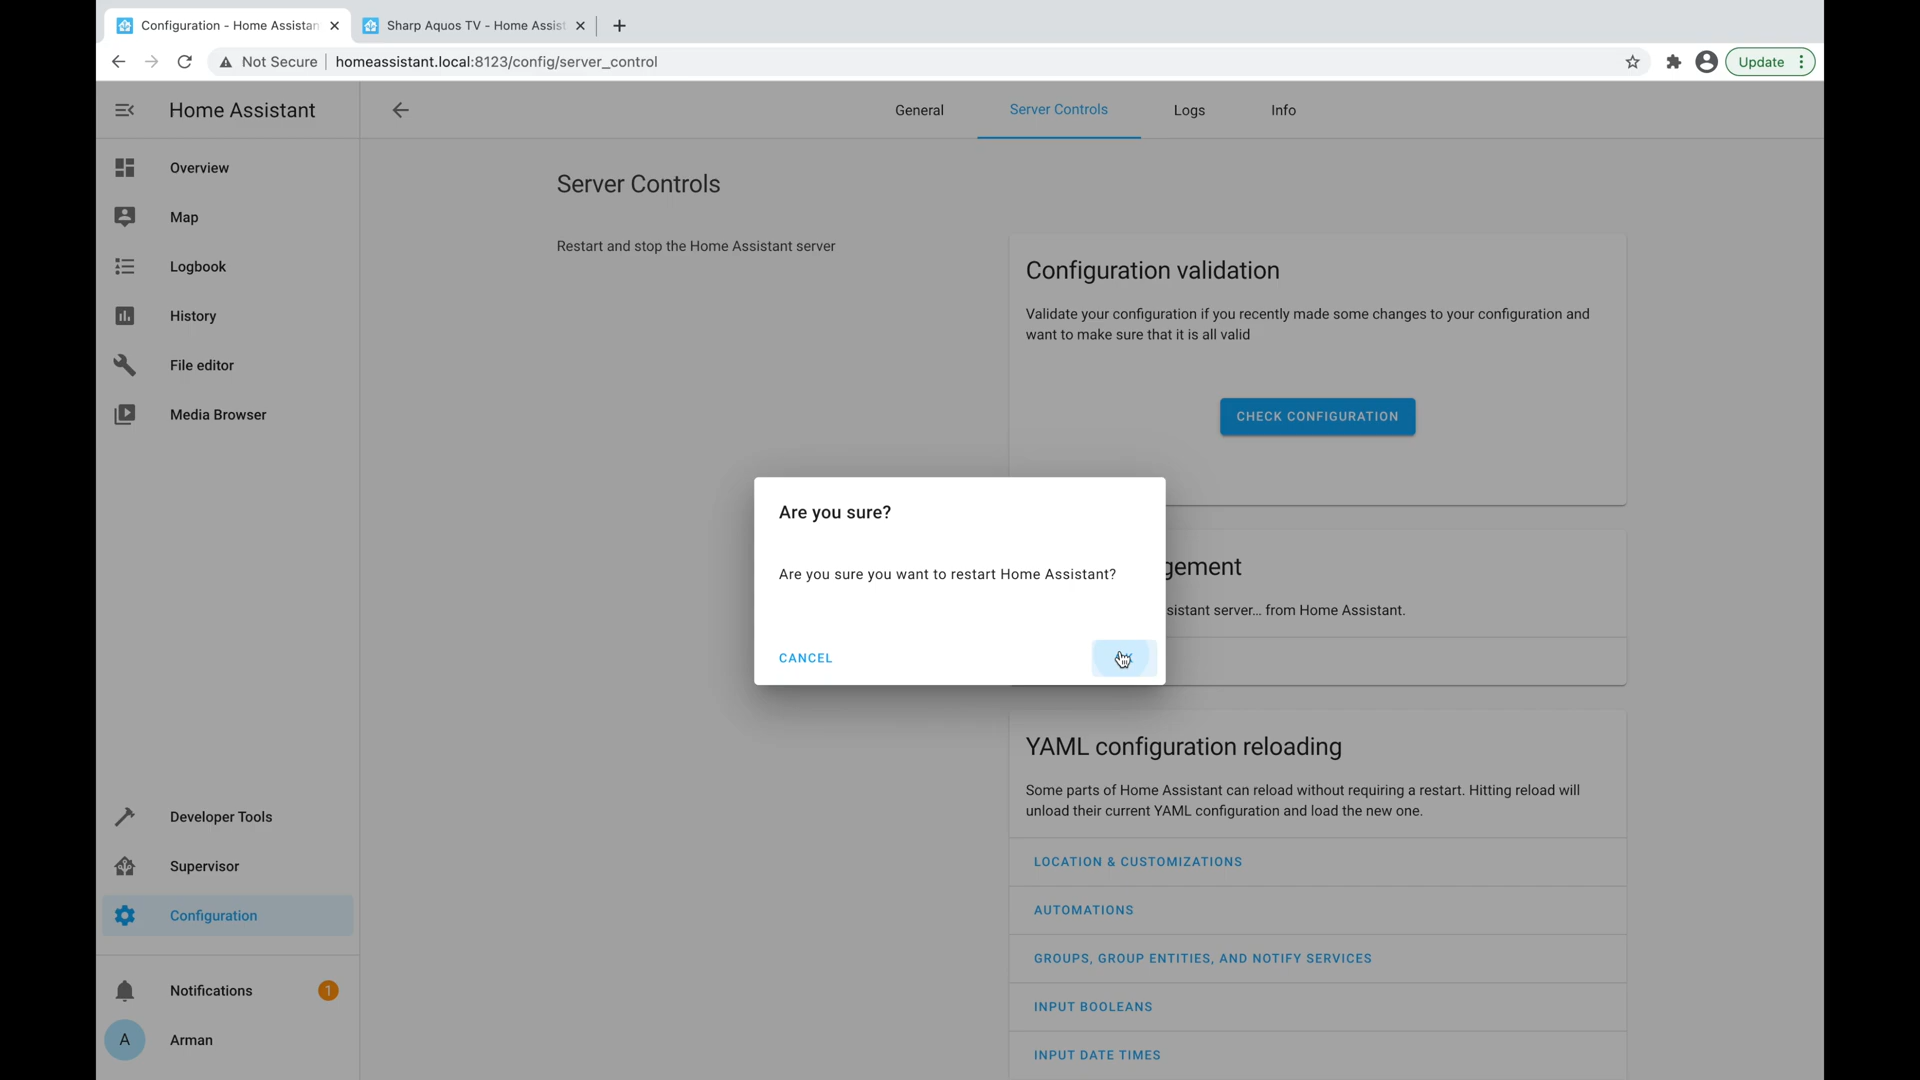 Configuration - Home Assistan
Sharp Aquos TV - Home Assist
Not Secure
homeassistant.local:8123/config/server_control
Update
Home Assistant
General
Server Controls
Logs
Info
Overview
Map
Logbook
History
File editor
Media Browser
Developer Tools
Supervisor
Configuration
Notifications
1
A
Arman
Server Controls
Restart and stop the Home Assistant server
Configuration validation
Validate your configuration if you recently made some changes to your configuration and
want to make sure that it is all valid
CHECK CONFIGURATION
Are you sure?
Are you sure you want to restart Home Assistant?
CANCEL
gement
sistant server... from Home Assistant.
YAML configuration reloading
Some parts of Home Assistant can reload without requiring a restart. Hitting reload will
unload their current YAML configuration and load the new one.
LOCATION & CUSTOMIZATIONS
AUTOMATIONS
GROUPS, GROUP ENTITIES, AND NOTIFY SERVICES
INPUT BOOLEANS
INPUT DATE TIMES